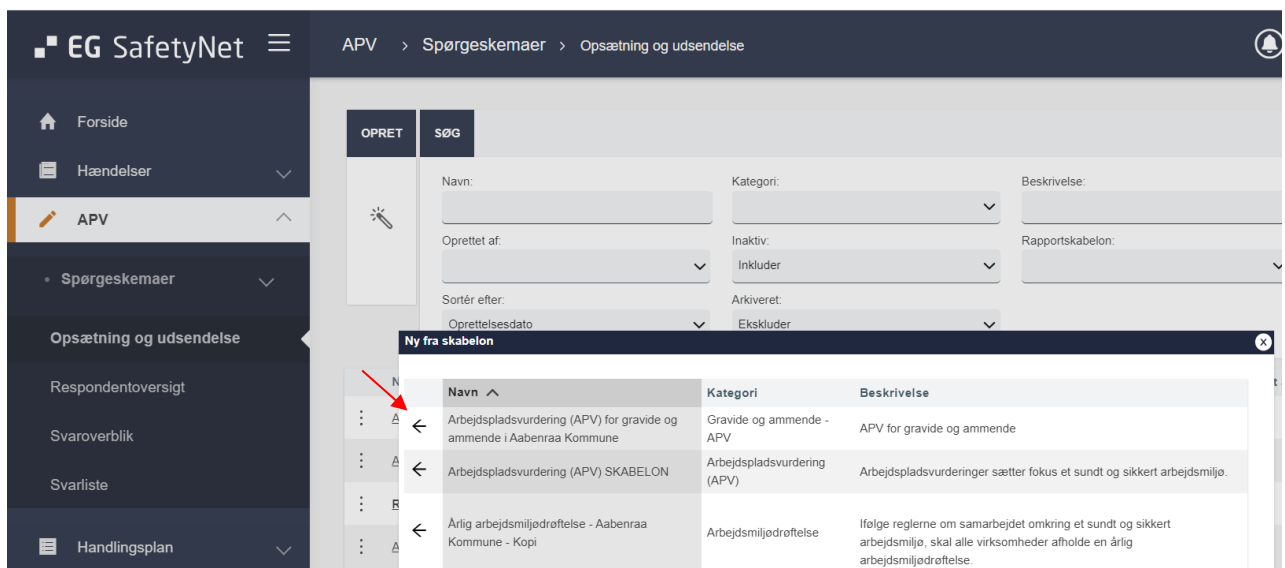 EG SafetyNet
APV > Spørgeskemaer > Opsætning og udsendelse
Forside
Hændelser
APV
Spørgeskemaer
Opsætning og udsendelse
Respondentoversigt
Svaroverblik
Svarliste
Handlingsplan
OPRET
SØG
Navn:
Kategori:
Beskrivelse:
Oprettet af:
Inaktiv:
Rapportskabelon:
Inkluder
Sortér efter:
Arkiveret:
Oprettelsesdato
Ekskluder
Ny fra skabelon
Navn
Kategori
Beskrivelse
Arbejdspladsvurdering (APV) for gravide og
ammende i Aabenraa Kommune
Gravide og ammende -
APV
APV for gravide og ammende
Arbejdspladsvurdering (APV) SKABELON
Arbejdspladsvurdering
(APV)
Arbejdspladsvurderinger sætter fokus et sundt og sikkert arbejdsmiljø.
Årlig arbejdsmiljødrøftelse - Aabenraa
Kommune - Kopi
Arbejdsmiljødrøftelse
Ifølge reglerne om samarbejdet omkring et sundt og sikkert
arbejdsmiljø, skal alle virksomheder afholde en årlig
arbejdsmiljødrøftelse.